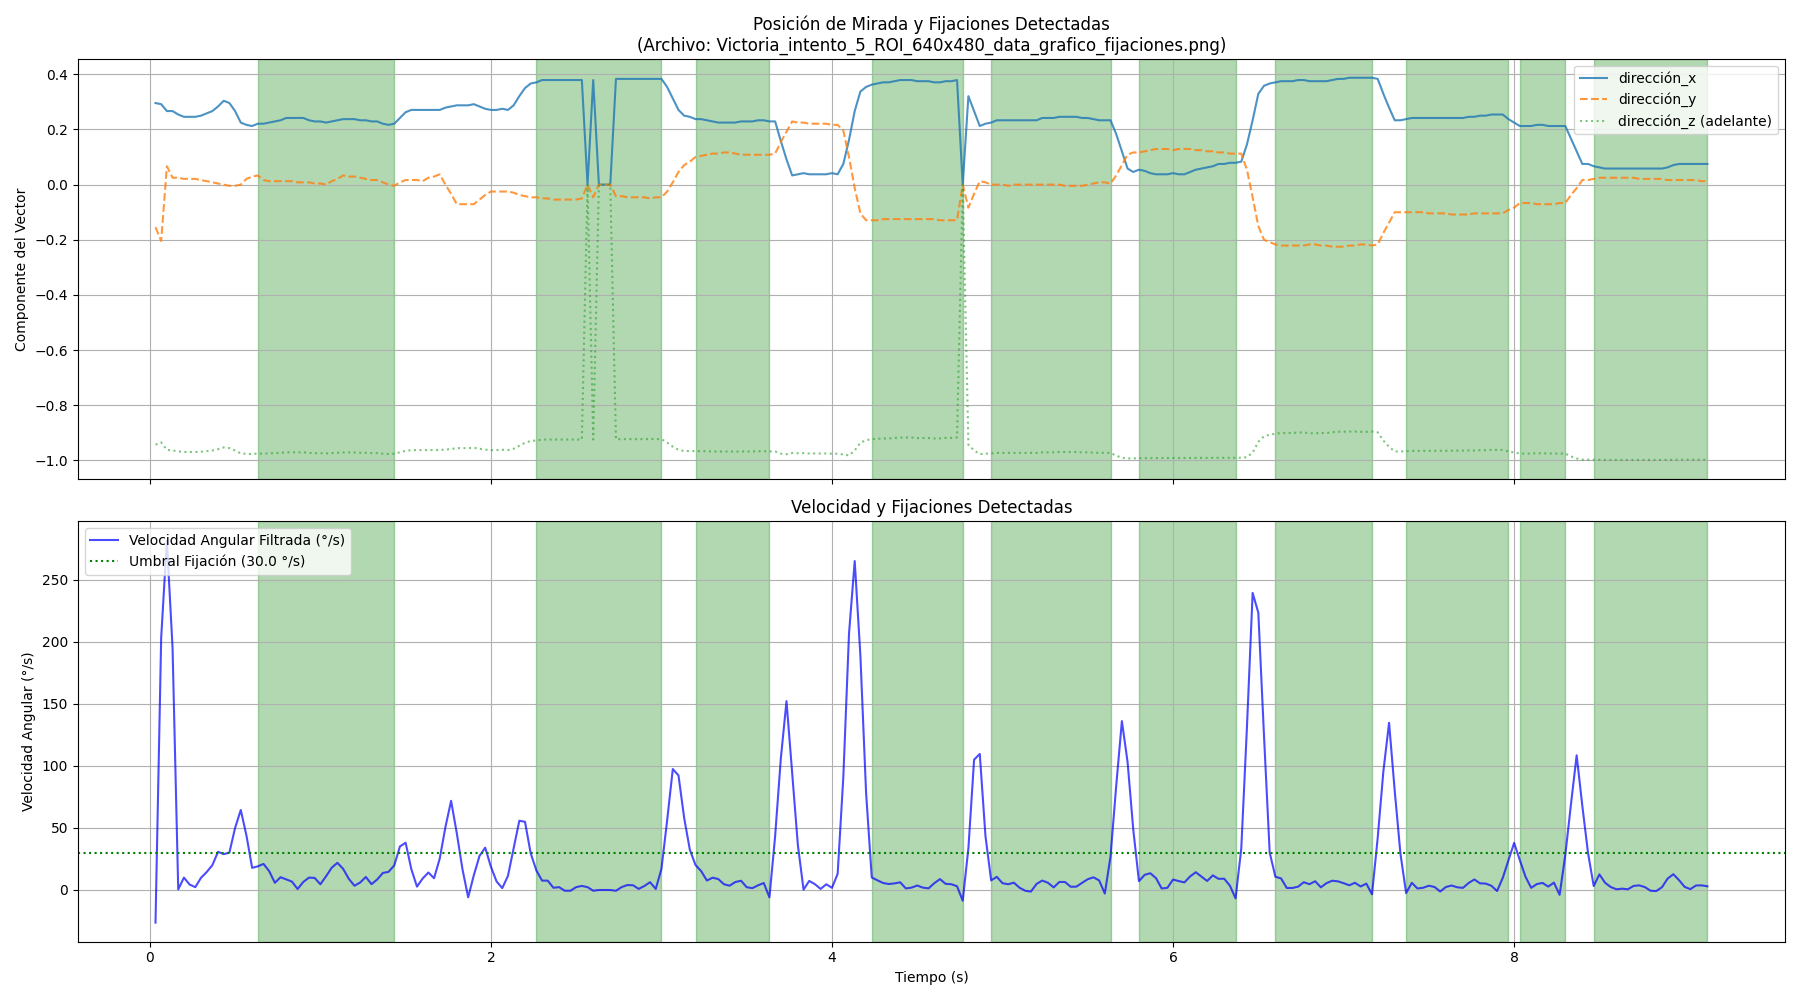 Posición de Mirada y Fijaciones Detectadas
(Archivo: Victoria_intento_5_ROI_640x480_data_grafico_fijaciones.png)
Componente del Vector
0.4
0.2
0.0
−0.2
−0.4
−0.6
−0.8
−1.0
dirección_x
dirección_y
dirección_z (adelante)
Velocidad y Fijaciones Detectadas
Velocidad Angular (°/s)
250
200
150
100
50
0
Velocidad Angular Filtrada (°/s)
Umbral Fijación (30.0 °/s)
0 2 4 6 8
Tiempo (s)